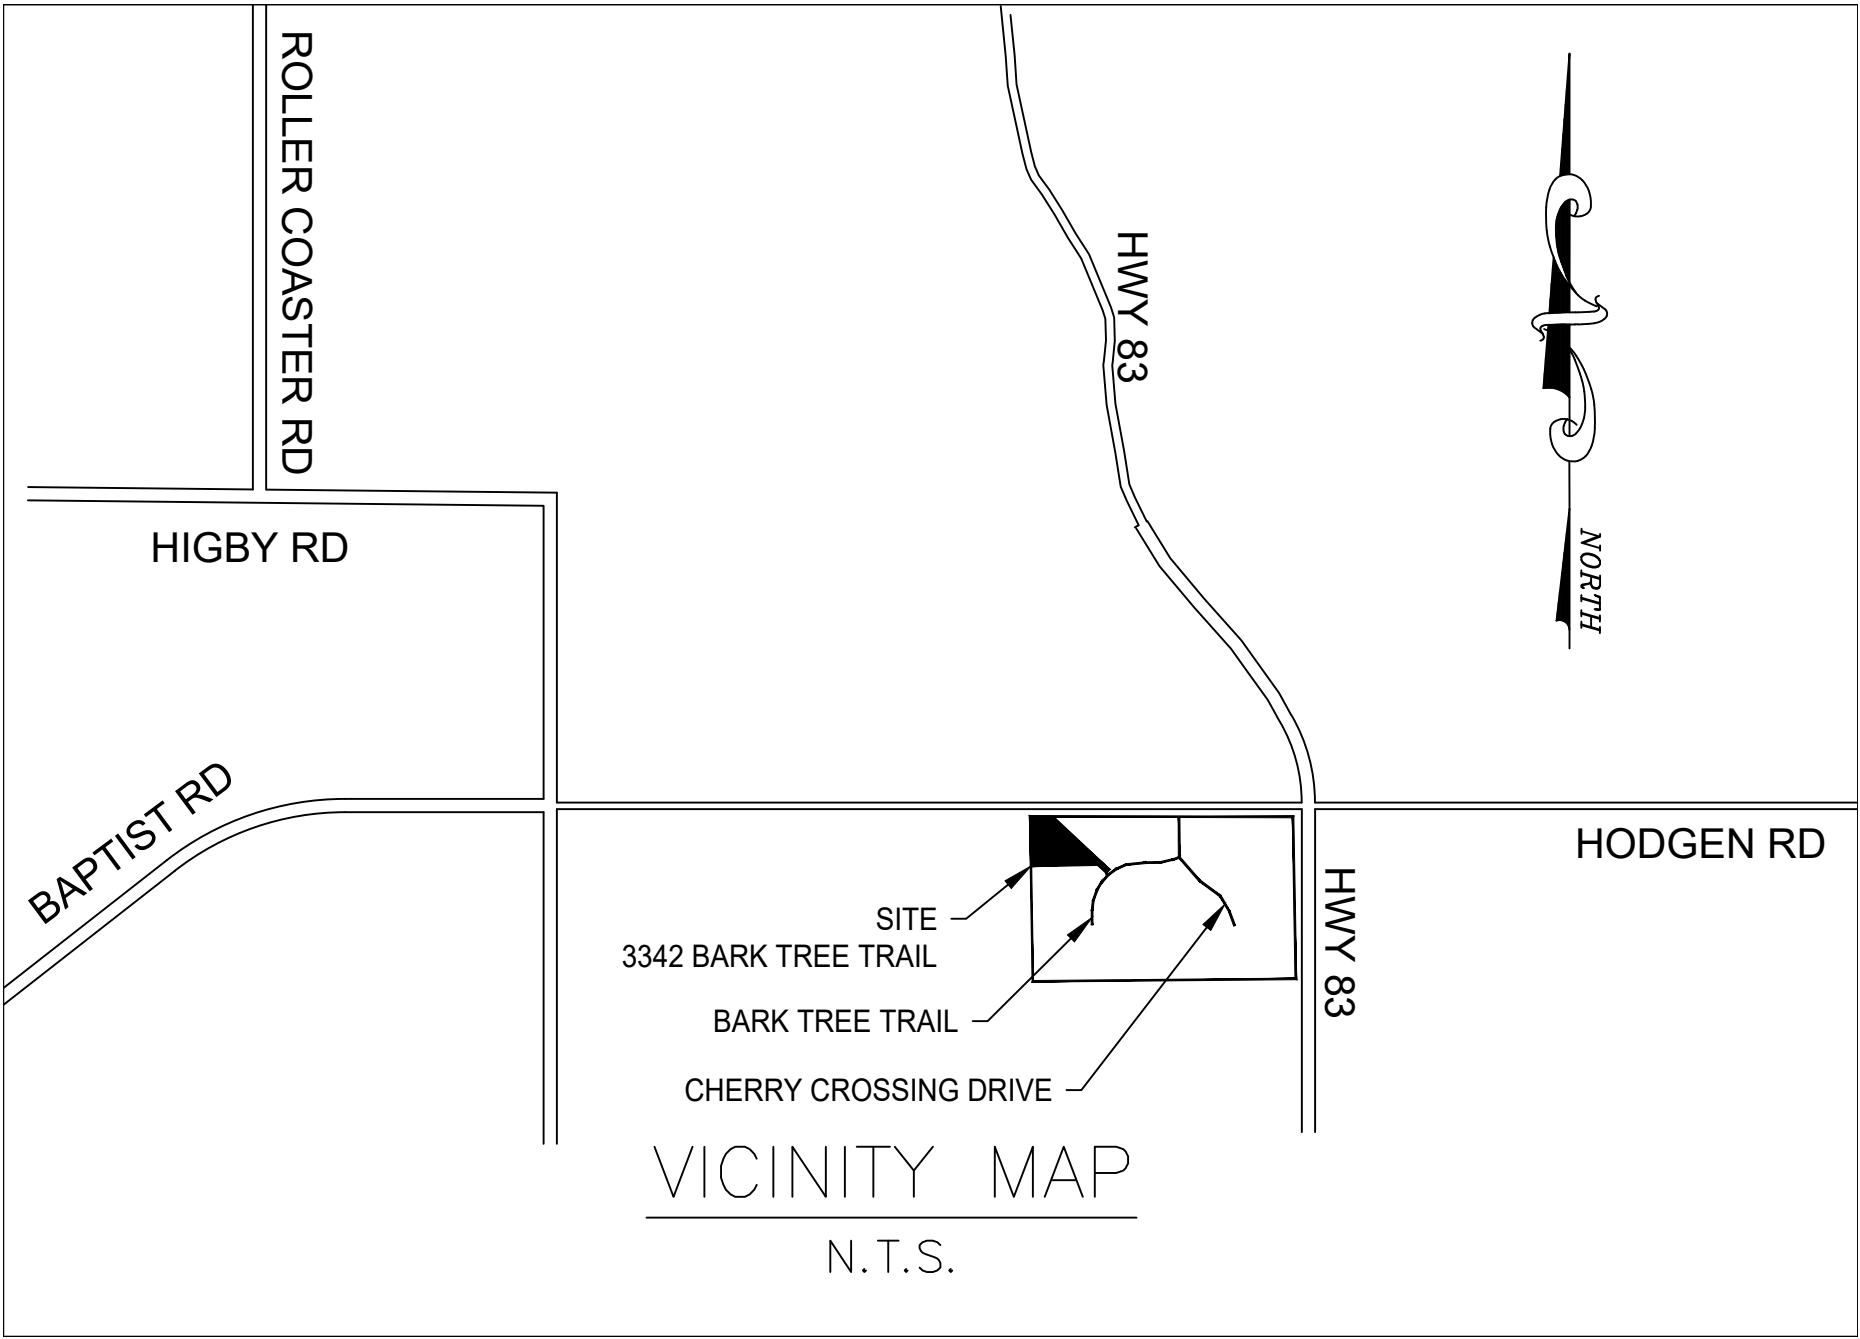 ROLLER COASTER RD
HWY 83
NORTH
HIGBY RD
BAPTIST RD
HODGEN RD
HWY 83
SITE
3342 BARK TREE TRAIL
BARK TREE TRAIL
CHERRY CROSSING DRIVE
VICINITY MAP
N.T.S.